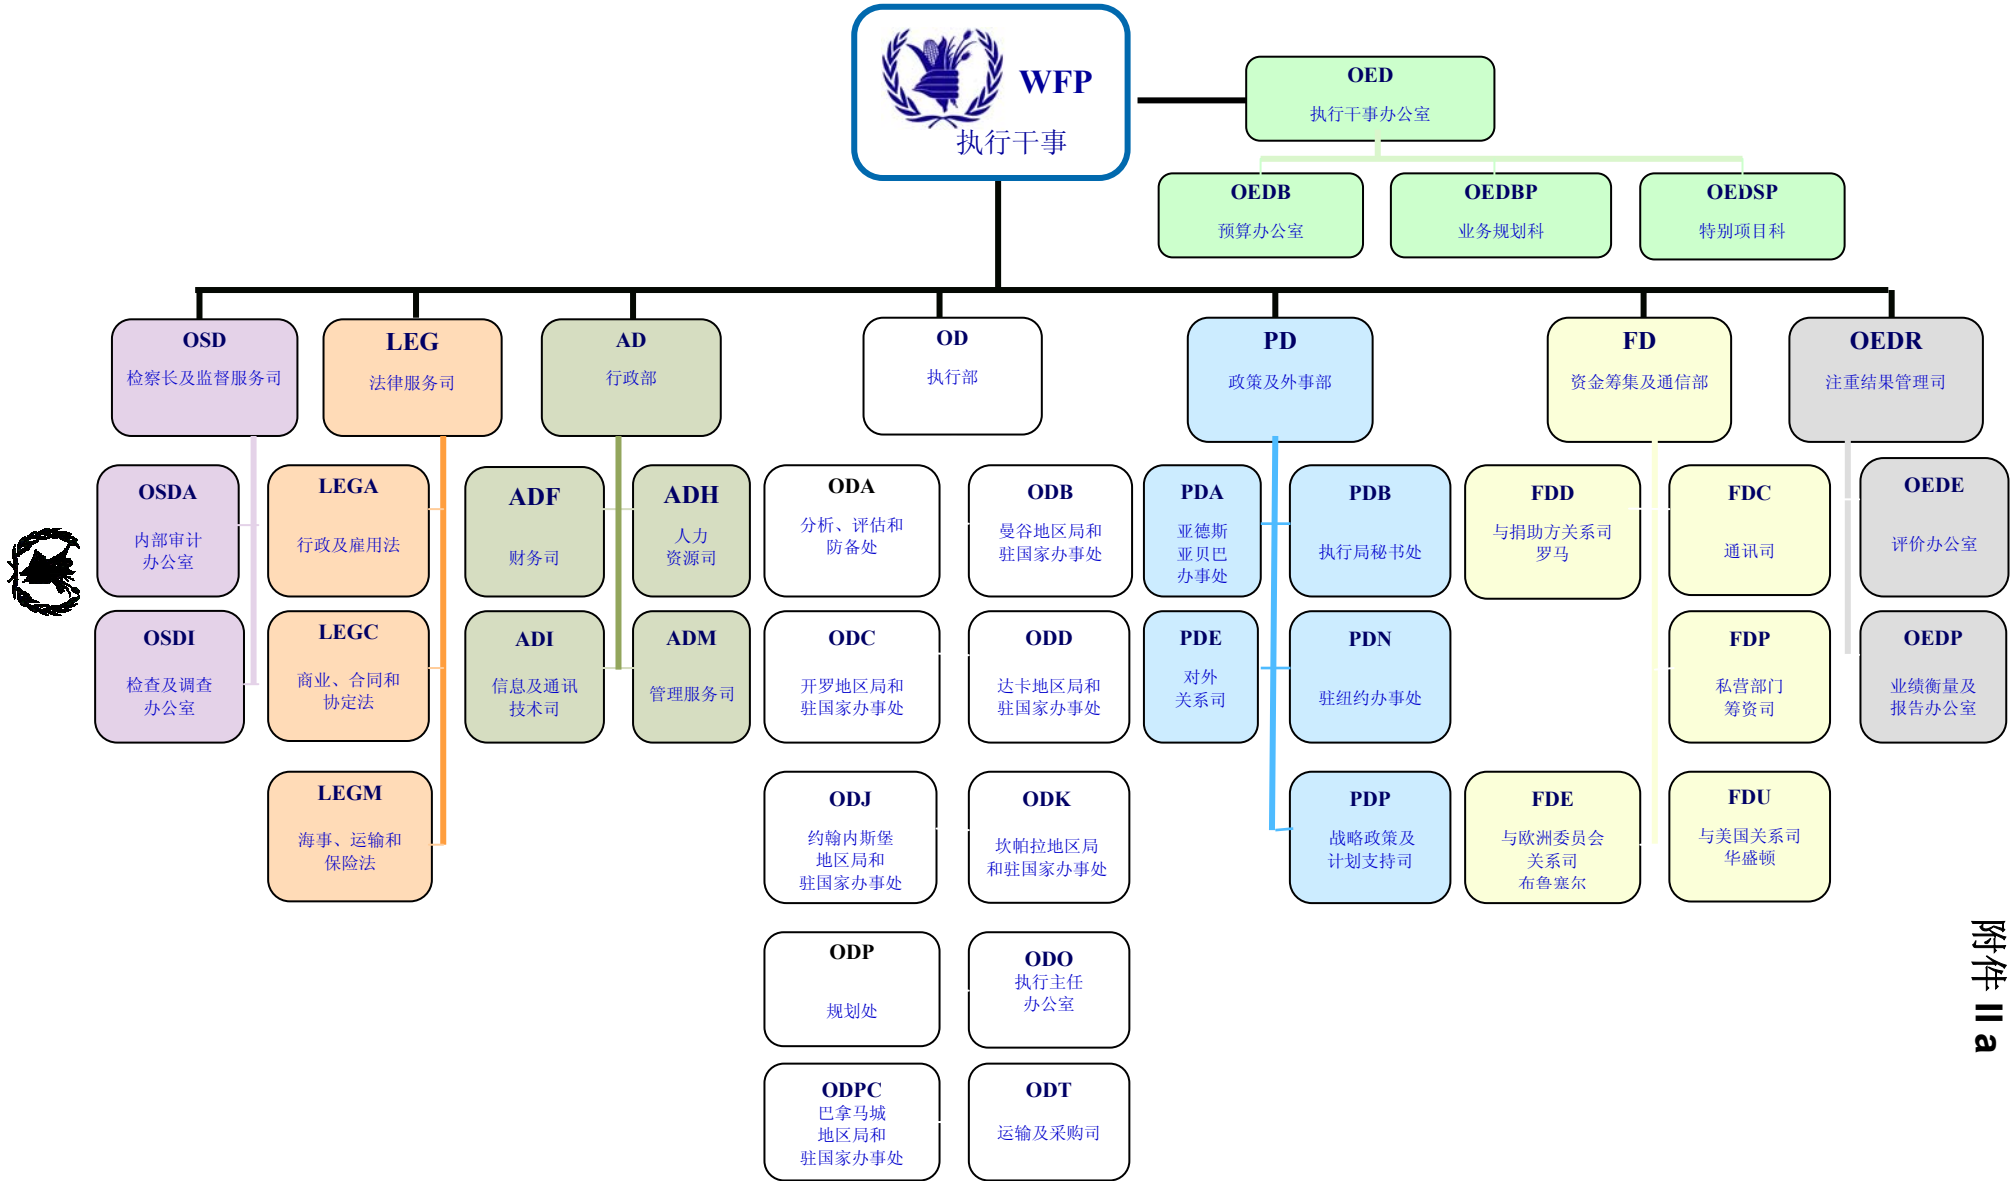 WFP
执行干事
OED
执行干事办公室
OEDB
预算办公室
OEDBP
业务规划科
OEDSP
特别项目科
OSD
检察长及监督服务司
LEG
法律服务司
AD
行政部
OD
执行部
PD
政策及外事部
FD
资金筹集及通信部
OEDR
注重结果管理司
OSDA
内部审计
办公室
OSDI
检查及调查
办公室
LEGA
行政及雇用法
LEGC
商业、合同和
协定法
LEGM
海事、运输和
保险法
ADF
财务司
ADH
人力
资源司
ADI
信息及通讯
技术司
ADM
管理服务司
ODA
分析、评估和
防备处
ODB
曼谷地区局和
驻国家办事处
ODC
开罗地区局和
驻国家办事处
ODD
达卡地区局和
驻国家办事处
ODJ
约翰内斯堡
地区局和
驻国家办事处
ODK
坎帕拉地区局
和驻国家办事处
ODP
规划处
ODO
执行主任
办公室
ODPC
巴拿马城
地区局和
驻国家办事处
ODT
运输及采购司
PDA
亚德斯
亚贝巴
办事处
PDB
执行局秘书处
PDE
对外
关系司
PDN
驻纽约办事处
PDP
战略政策及
计划支持司
FDD
与捐助方关系司
罗马
FDC
通讯司
FDP
私营部门
筹资司
FDE
与欧洲委员会
关系司
布鲁塞尔
FDU
与美国关系司
华盛顿
OEDE
评价办公室
OEDP
业绩衡量及
报告办公室
附件 II a